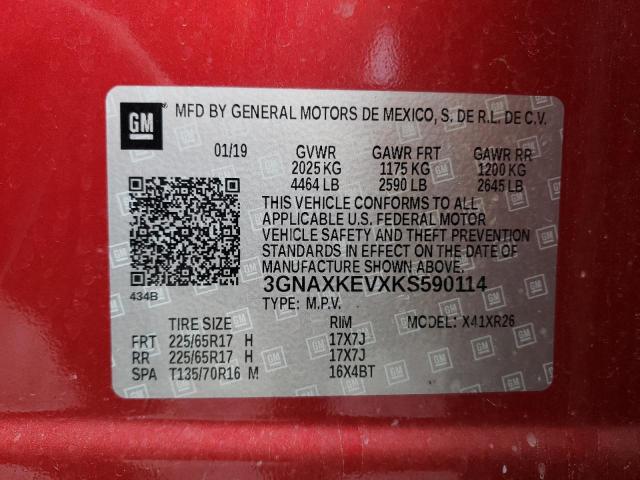 GM MFD BY GENERAL MOTORS DE MEXICO, S. DE R.L. DE C.V.
01/19 GVWR GAWR FRT GAWR RR
2025 KG 1175 KG 1200 KG
4464 LB 2590 LB 2645 LB
THIS VEHICLE CONFORMS TO ALL
APPLICABLE U.S. FEDERAL MOTOR
VEHICLE SAFETY AND THEFT PREVENTION
STANDARDS IN EFFECT ON THE DATE OF
MANUFACTURE SHOWN ABOVE.
3GNAXKEVXKS590114
434B
TYPE: M.P.V.
TIRE SIZE RIM MODEL: X41XR26
FRT 225/65R17 H 17X7J
RR 225/65R17 H 17X7J
SPA T135/70R16 M 16X4BT